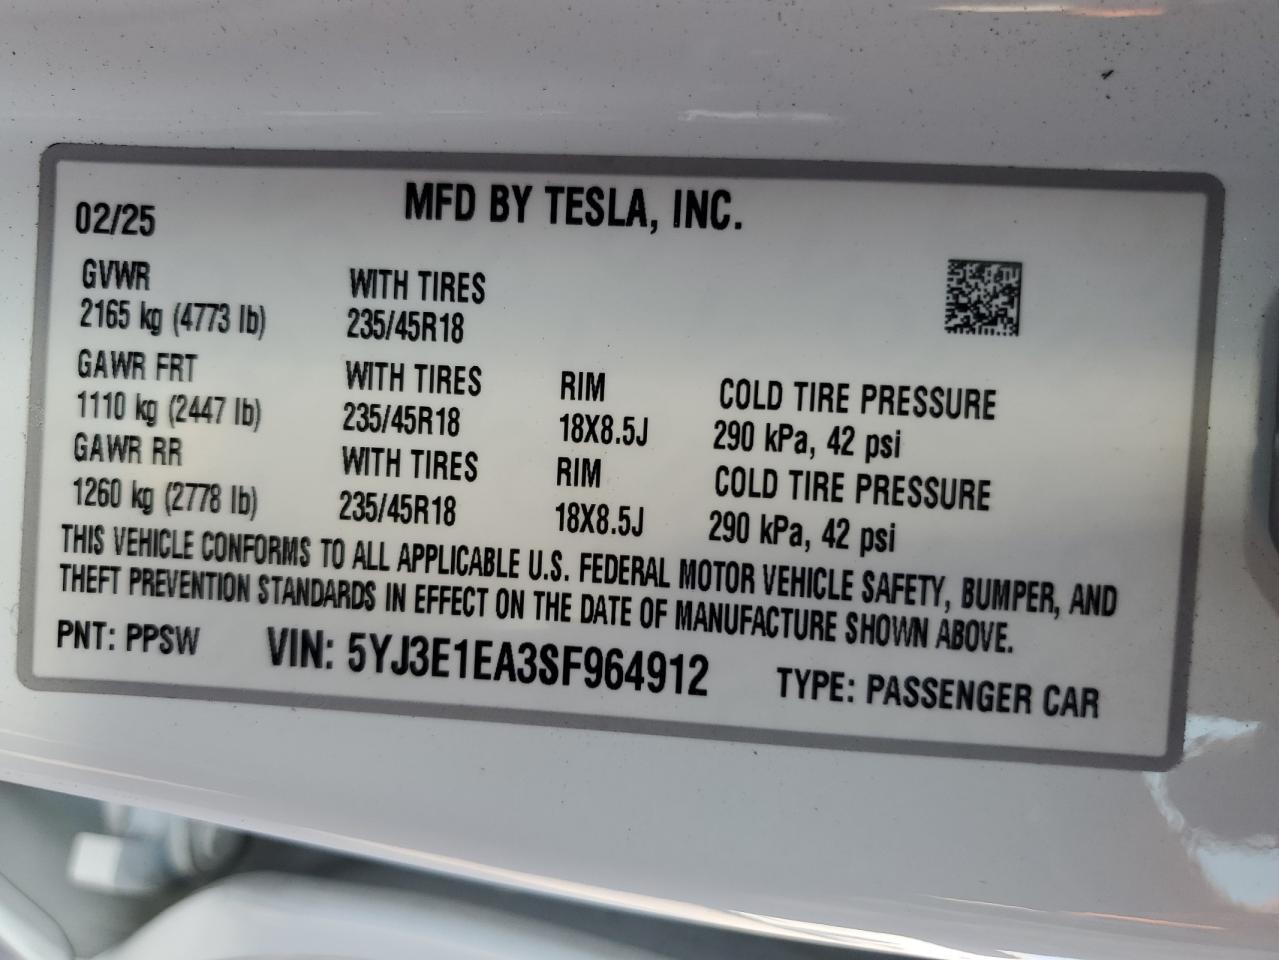 MFD BY TESLA, INC.
02/25
GVWR WITH TIRES
2165 kg (4773 lb) 235/45R18
GAWR FRT WITH TIRES RIM COLD TIRE PRESSURE
1110 kg (2447 lb) 235/45R18 18X8.5J 290 kPa, 42 psi
GAWR RR WITH TIRES RIM COLD TIRE PRESSURE
1260 kg (2778 lb) 235/45R18 18X8.5J 290 kPa, 42 psi
THIS VEHICLE CONFORMS TO ALL APPLICABLE U.S. FEDERAL MOTOR VEHICLE SAFETY, BUMPER, AND
THEFT PREVENTION STANDARDS IN EFFECT ON THE DATE OF MANUFACTURE SHOWN ABOVE.
PNT: PPSW VIN: 5YJ3E1EA3SF964912 TYPE: PASSENGER CAR